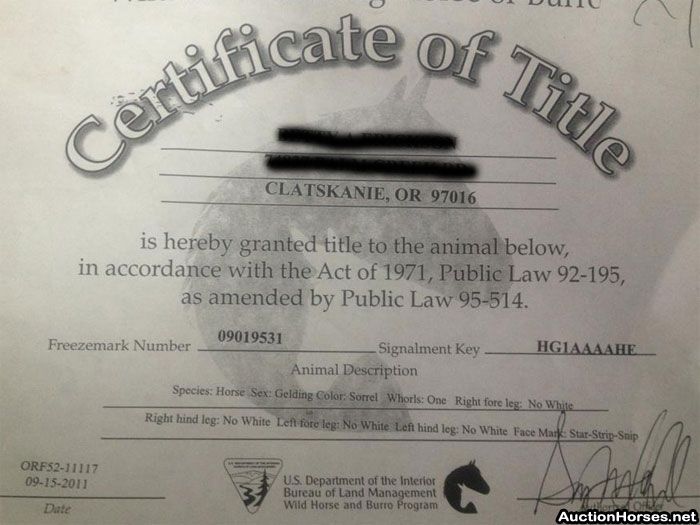 Certificate of Title
CLATSKANIE, OR 97016
is hereby granted title to the animal below,
in accordance with the Act of 1971, Public Law 92-195,
as amended by Public Law 95-514.
Freezemark Number 09019531 Signalment Key HG1AAAAHE
Animal Description
Species: Horse Sex: Gelding Color: Sorrel Whorls: One Right fore leg: No White
Right hind leg: No White Left fore leg: No White Left hind leg: No White Face Mark: Star-Strip-Snip
ORF52-11117
09-15-2011
Date
U.S. Department of the Interior
Bureau of Land Management
Wild Horse and Burro Program
AuctionHorses.net